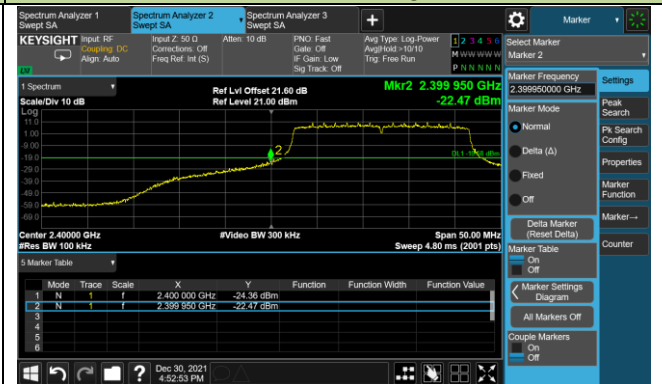 Spectrum Analyzer 1
Swept SA
Spectrum Analyzer 2
Swept SA
Spectrum Analyzer 3
Swept SA
Marker
KEYSIGHT
Input: RF
Coupling: DC
Align: Auto
Input Z: 50 Ω
Corrections: Off
Freq Ref: Int (S)
Atten: 10 dB
PNO: Fast
Gate: Off
IF Gain: Low
Sig Track: Off
Avg Type: Log-Power
Avg|Hold:>10/10
Trig: Free Run
1 2 3 4 5 6
M W W W W W
P N N N N N
Select Marker
Marker 2
1 Spectrum
Scale/Div 10 dB
Log
Ref Lvl Offset 21.60 dB
Ref Level 21.00 dBm
Mkr2 2.399 950 GHz
-22.47 dBm
11.0
1.00
-9.00
-19.0
-29.0
-39.0
-49.0
-59.0
-69.0
2
Center 2.40000 GHz
#Res BW 100 kHz
#Video BW 300 kHz
Span 50.00 MHz
Sweep 4.80 ms (2001 pts)
5 Marker Table
Mode Trace Scale X Y Function Function Width Function Value
1 N 1 f 2.400 000 GHz -24.36 dBm
2 N 1 f 2.399 950 GHz -22.47 dBm
3
4
5
6
Dec 30, 2021
4:52:53 PM
Marker Frequency
2.399950000 GHz
Marker Mode
Normal
Delta (Δ)
Fixed
Off
Delta Marker
(Reset Delta)
Marker Table
On
Off
Marker Settings
Diagram
All Markers Off
Couple Markers
On
Off
Settings
Peak
Search
Pk Search
Config
Properties
Marker
Function
Marker→
Counter